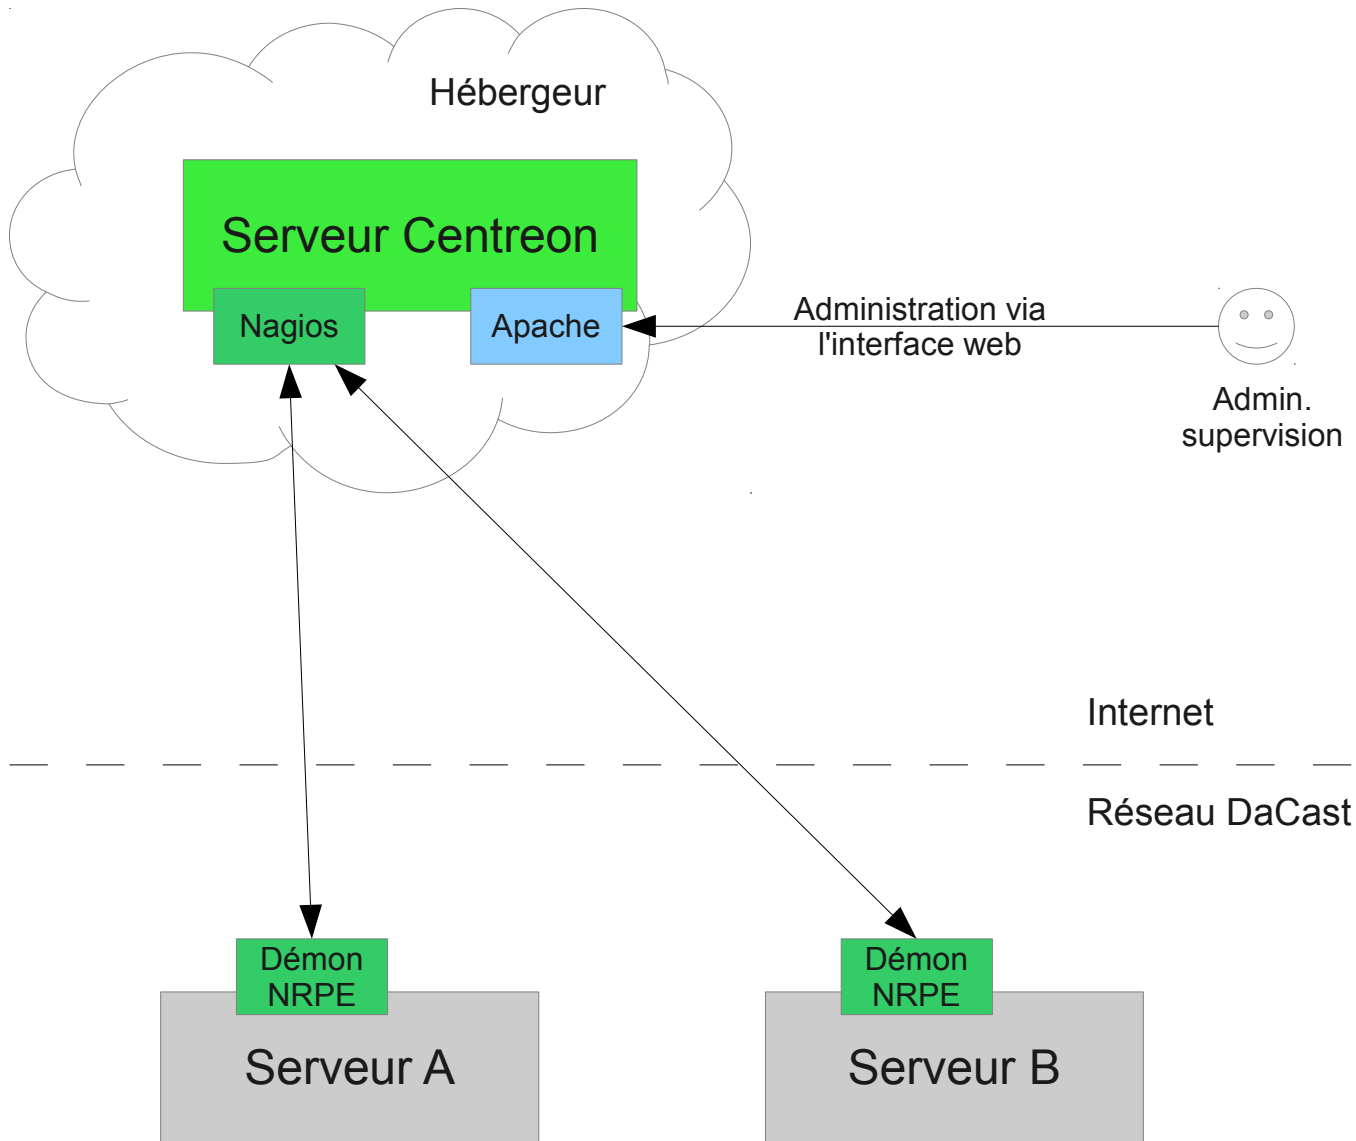 Hébergeur
Serveur Centreon
Nagios
Apache
Administration via
l'interface web
Admin.
supervision
Internet
Réseau DaCast
Démon
NRPE
Serveur A
Démon
NRPE
Serveur B